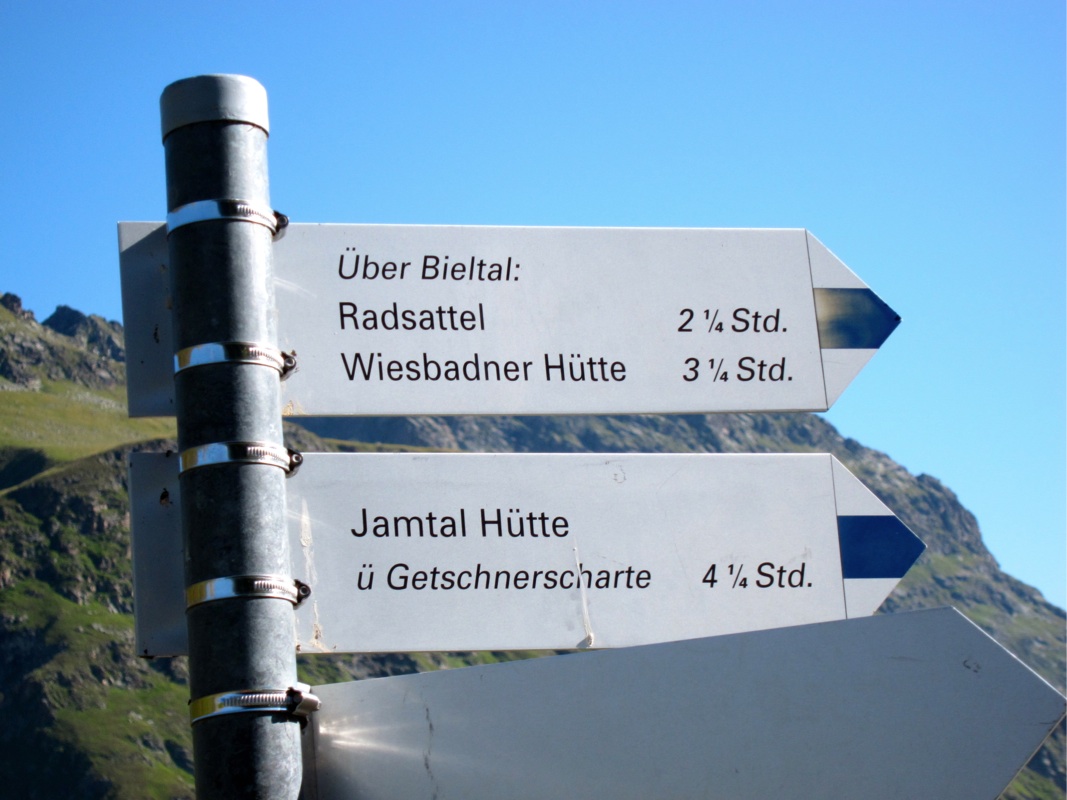 Über Bieltal:
Radsattel 2 ¼ Std.
Wiesbadner Hütte 3 ¼ Std.
Jamtal Hütte
ü Getschnerscharte 4 ¼ Std.